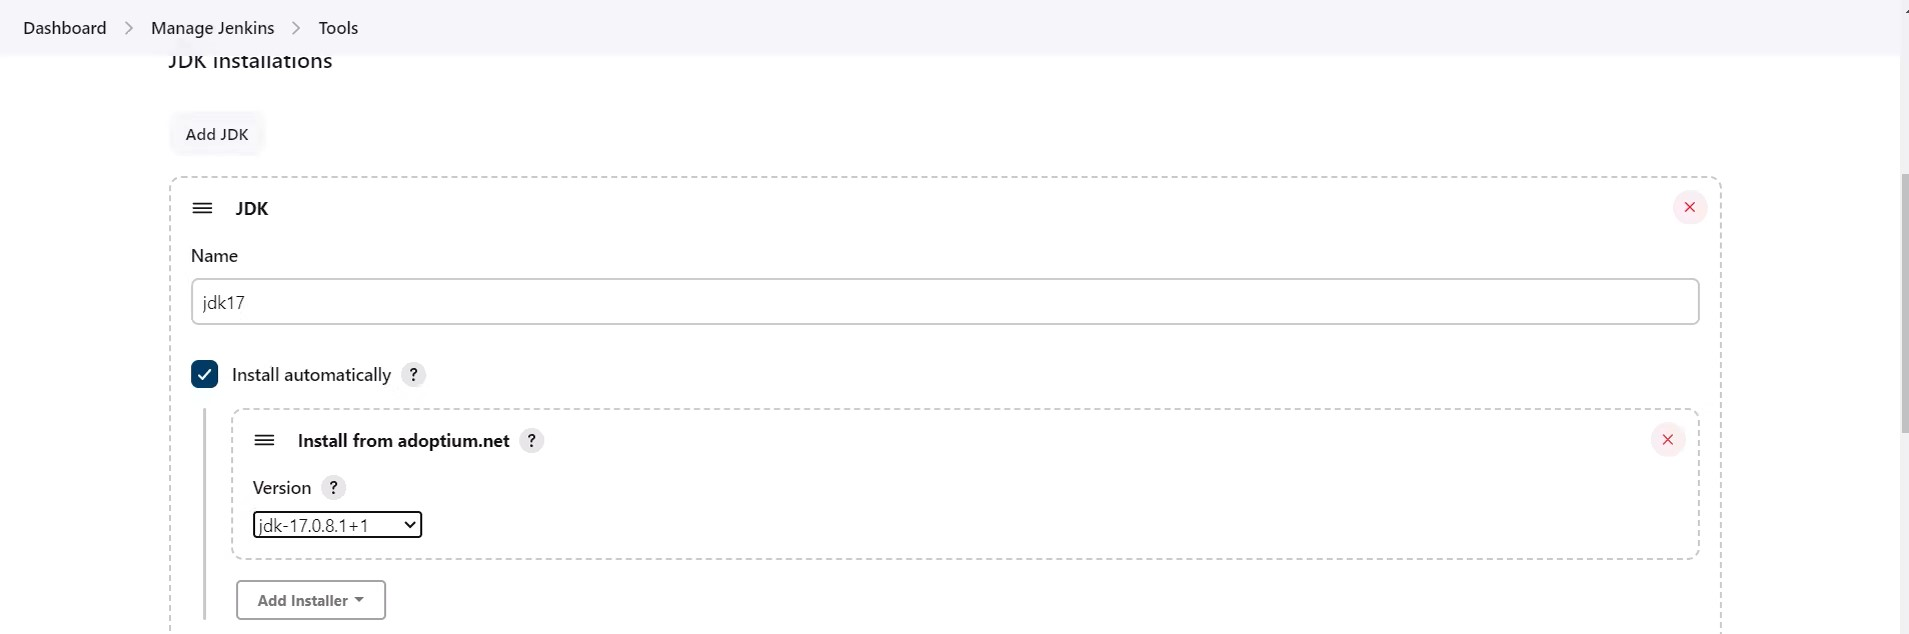 Dashboard > Manage Jenkins > Tools
JDK installations
Add JDK
JDK
Name
jdk17
Install automatically ?
Install from adoptium.net ?
Version ?
jdk-17.0.8.1+1
Add Installer